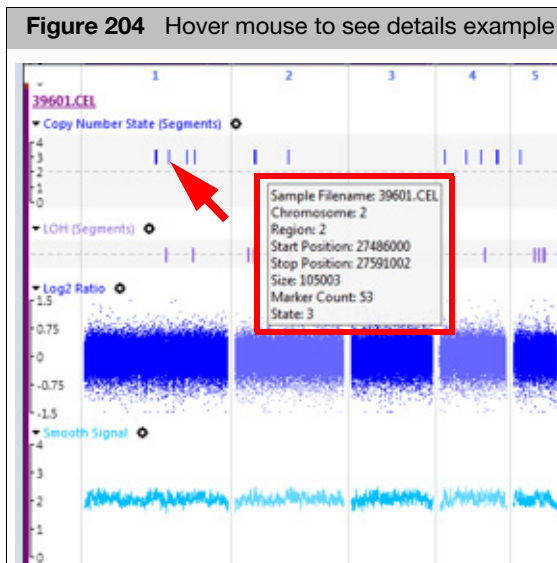 Figure 204 Hover mouse to see details example
1 2 3 4 5
39601.CEL
Copy Number State (Segments)
4
3
2
1
0
Sample Filename: 39601.CEL
Chromosome: 2
Region: 2
Start Position: 27486000
Stop Position: 27591002
Size: 105003
Marker Count: 53
State: 3
LOH (Segments)
Log2 Ratio
1.5
0.75
0
-0.75
-1.5
Smooth Signal
4
3
2
1
0